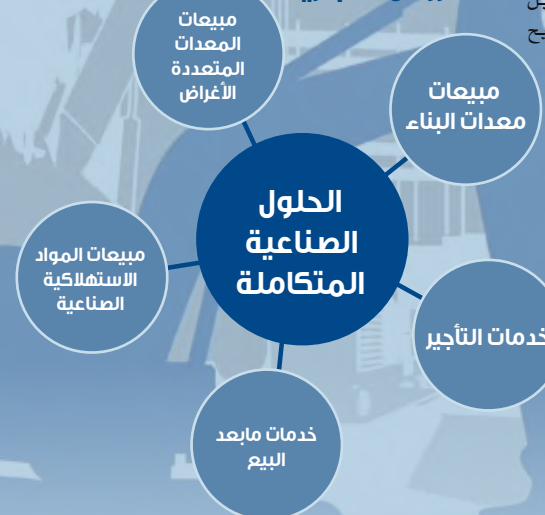 مبيعات
المعدات
المتعددة
الأغراض
مبيعات
معدات البناء
الحلول
الصناعية
المتكاملة
مبيعات المواد
الاستهلاكية
الصناعية
خدمات التأجير
خدمات مابعد
البيع